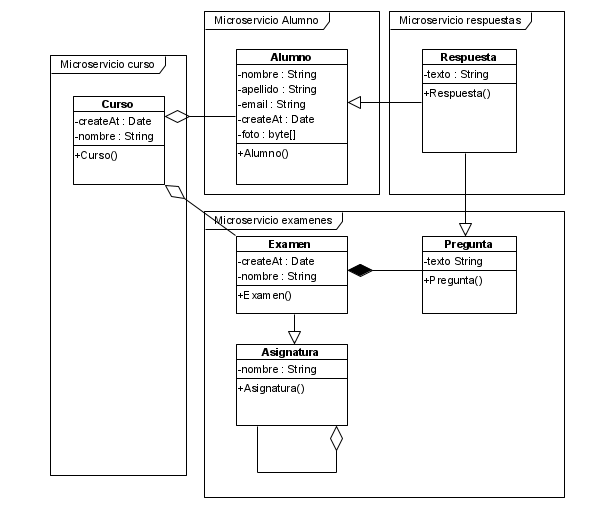 Microservicio curso
Curso
-createAt : Date
-nombre : String
+Curso()
Microservicio Alumno
Alumno
-nombre : String
-apellido : String
-email : String
-createAt : Date
-foto : byte[]
+Alumno()
Microservicio respuestas
Respuesta
-texto : String
+Respuesta()
Microservicio examenes
Examen
-createAt : Date
-nombre : String
+Examen()
Pregunta
-texto String
+Pregunta()
Asignatura
-nombre : String
+Asignatura()